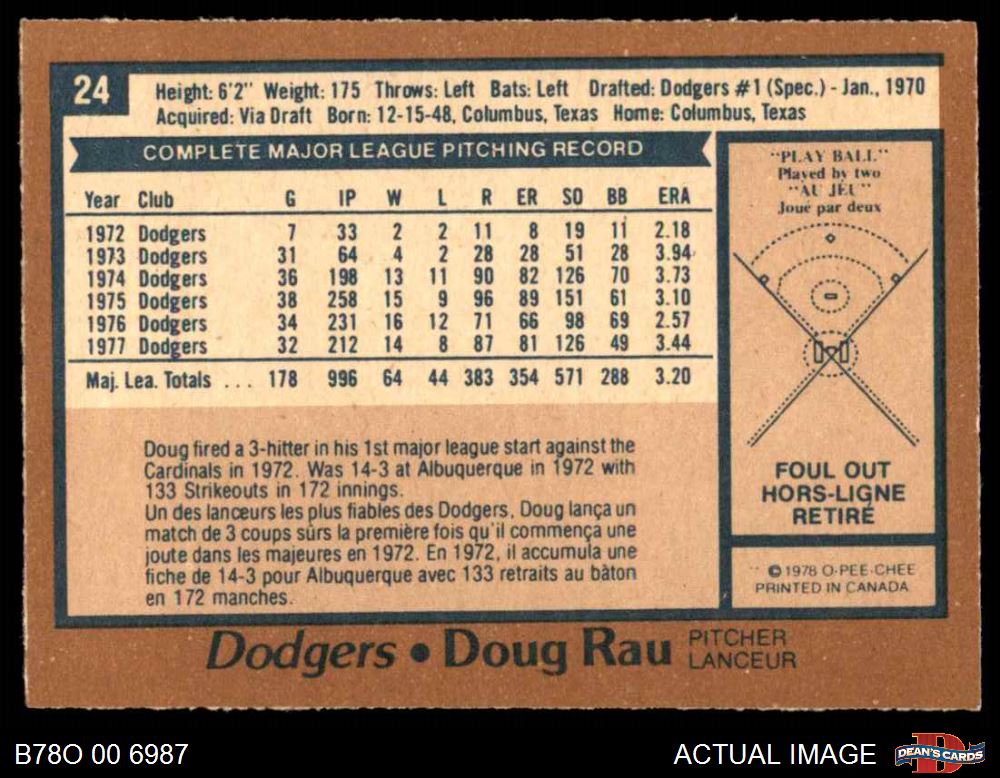 24
Height: 6'2" Weight: 175 Throws: Left Bats: Left Drafted: Dodgers #1 (Spec.) - Jan., 1970
Acquired: Via Draft Born: 12-15-48, Columbus, Texas Home: Columbus, Texas
COMPLETE MAJOR LEAGUE PITCHING RECORD
Year Club G IP W L R ER SO BB ERA
1972 Dodgers 7 33 2 2 11 8 19 11 2.18
1973 Dodgers 31 64 4 2 28 28 51 28 3.94
1974 Dodgers 36 198 13 11 90 82 126 70 3.73
1975 Dodgers 38 258 15 9 96 89 151 61 3.10
1976 Dodgers 34 231 16 12 71 66 98 69 2.57
1977 Dodgers 32 212 14 8 87 81 126 49 3.44
Maj. Lea. Totals ... 178 996 64 44 383 354 571 288 3.20
Doug fired a 3-hitter in his 1st major league start against the
Cardinals in 1972. Was 14-3 at Albuquerque in 1972 with
133 Strikeouts in 172 innings.
Un des lanceurs les plus fiables des Dodgers, Doug lança un
match de 3 coups sûrs la première fois qu'il commença une
joute dans les majeures en 1972. En 1972, il accumula une
fiche de 14-3 pour Albuquerque avec 133 retraits au bâton
en 172 manches.
"PLAY BALL"
Played by two
"AU JEU"
Joué par deux
FOUL OUT
HORS-LIGNE
RETIRÉ
© 1978 O-PEE-CHEE
PRINTED IN CANADA
Dodgers • Doug Rau
PITCHER
LANCEUR
B78O 00 6987
ACTUAL IMAGE
D
DEAN'S CARDS